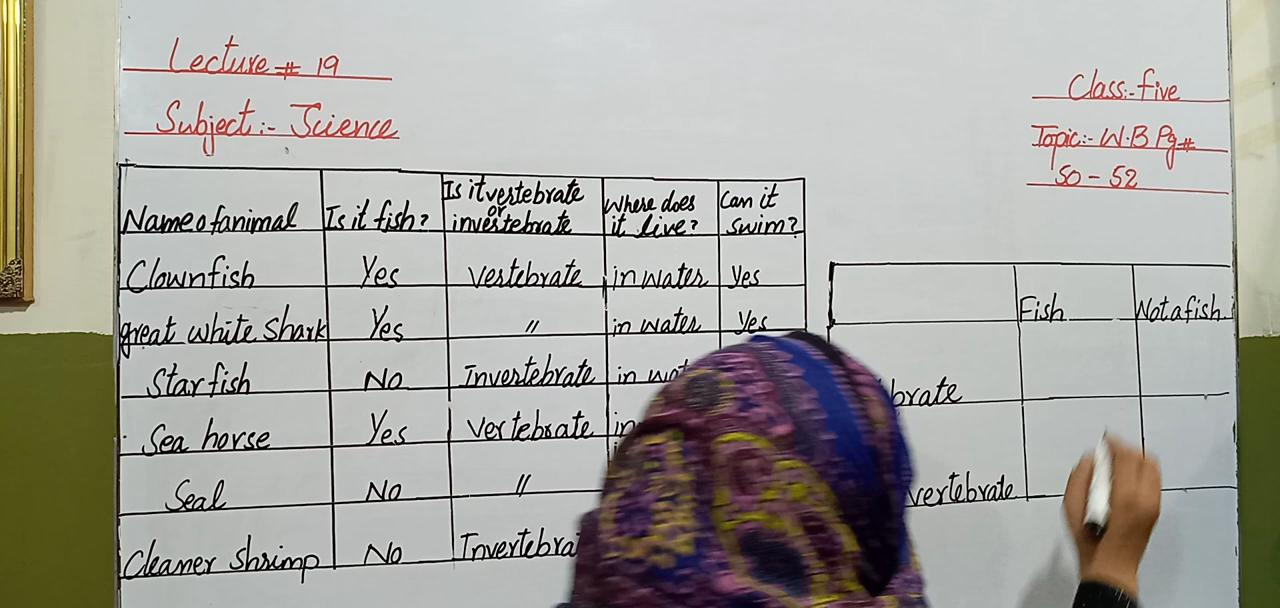 Lecture # 19
Subject:- Science
Class:- five
Topic:- W.B Pg#
50 - 52
Name of animal Is it fish? Is it vertebrate or invertebrate Where does it live? Can it swim?
Clownfish Yes Vertebrate in water yes
great white shark Yes " in water Yes
Star fish No Invertebrate in
Sea horse Yes vertebrate in
Seal No "
Cleaner shrimp No
Fish Not a fish